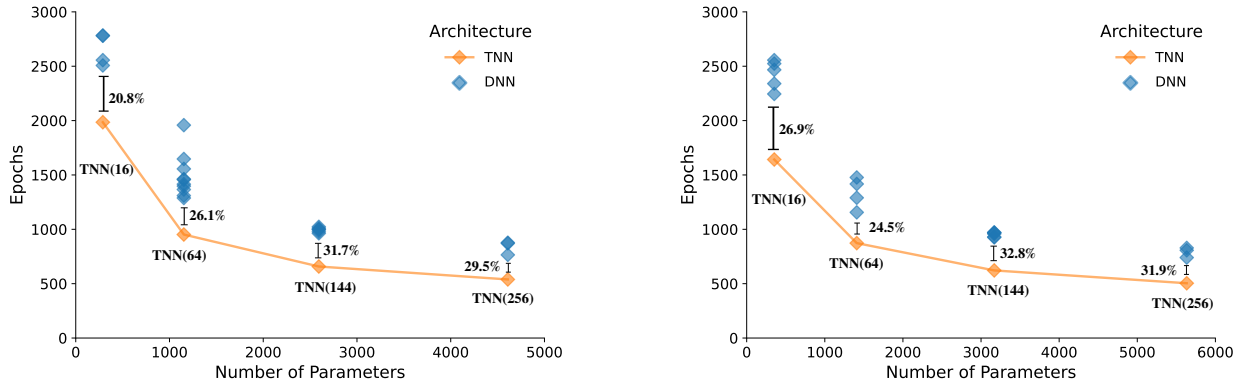 3000
2500
2000
1500
1000
500
0
Epochs
Architecture
TNN
DNN
20.8%
TNN(16)
26.1%
TNN(64)
31.7%
TNN(144)
29.5%
TNN(256)
0 1000 2000 3000 4000 5000
Number of Parameters
3000
2500
2000
1500
1000
500
0
Epochs
Architecture
TNN
DNN
26.9%
TNN(16)
24.5%
TNN(64)
32.8%
TNN(144)
31.9%
TNN(256)
0 1000 2000 3000 4000 5000 6000
Number of Parameters